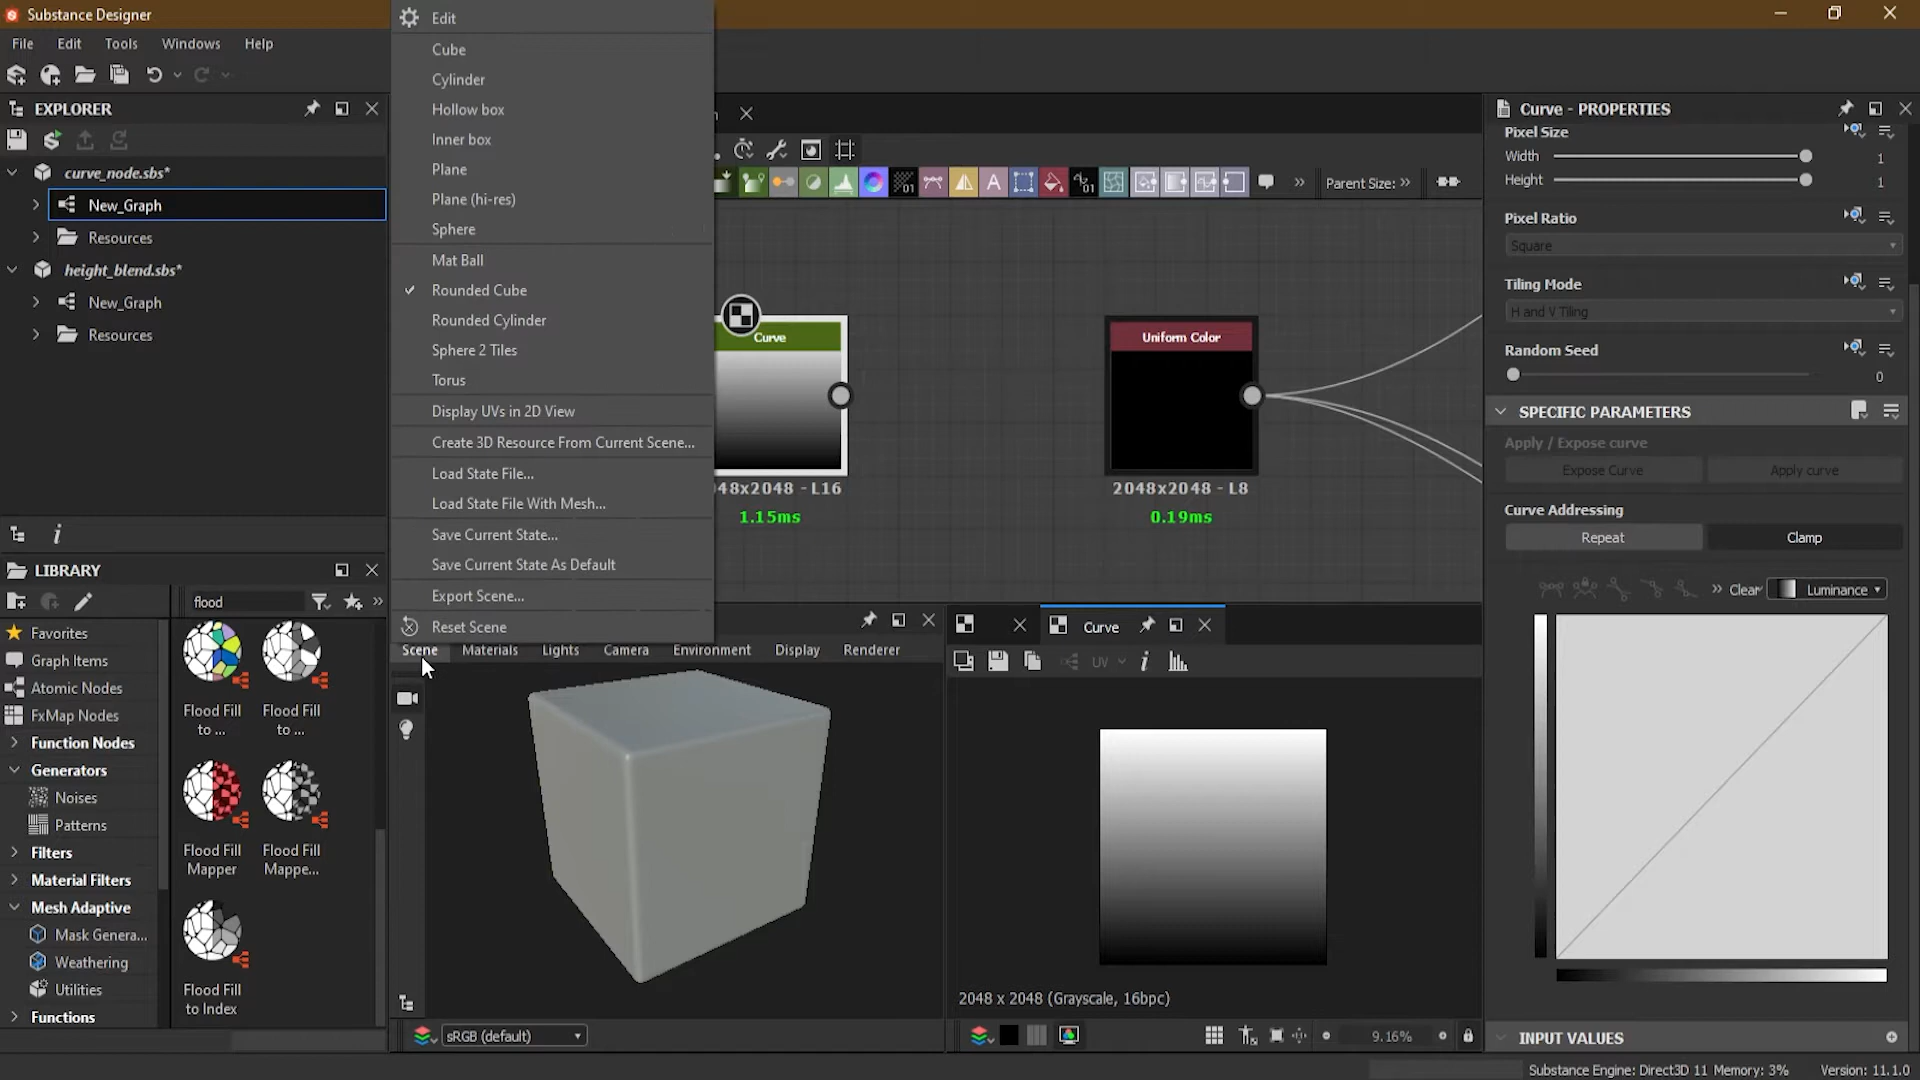 Substance Designer
File Edit Tools Windows Help
EXPLORER
curve_node.sbs*
New_Graph
Resources
height_blend.sbs*
New_Graph
Resources
LIBRARY
flood
Favorites
Graph Items
Atomic Nodes
FxMap Nodes
Function Nodes
Generators
Noises
Patterns
Filters
Material Filters
Mesh Adaptive
Mask Genera...
Weathering
Utilities
Functions
Flood Fill to ...
Flood Fill to ...
Flood Fill Mapper
Flood Fill Mappe...
Flood Fill to Index
Edit
Cube
Cylinder
Hollow box
Inner box
Plane
Plane (hi-res)
Sphere
Mat Ball
Rounded Cube
Rounded Cylinder
Sphere 2 Tiles
Torus
Display UVs in 2D View
Create 3D Resource From Current Scene...
Load State File...
Load State File With Mesh...
Save Current State...
Save Current State As Default
Export Scene...
Reset Scene
Scene Materials Lights Camera Environment Display Renderer
sRGB (default)
Parent Size:
Curve
48x2048 - L16
1.15ms
Uniform Color
2048x2048 - L8
0.19ms
Curve
UV
2048 x 2048 (Grayscale, 16bpc)
9.16%
Curve - PROPERTIES
Pixel Size
Width 1
Height 1
Pixel Ratio
Square
Tiling Mode
H and V Tiling
Random Seed
0
SPECIFIC PARAMETERS
Apply / Expose curve
Expose Curve Apply curve
Curve Addressing
Repeat Clamp
Clear Luminance
INPUT VALUES
Substance Engine: Direct3D 11 Memory: 3% Version: 11.1.0